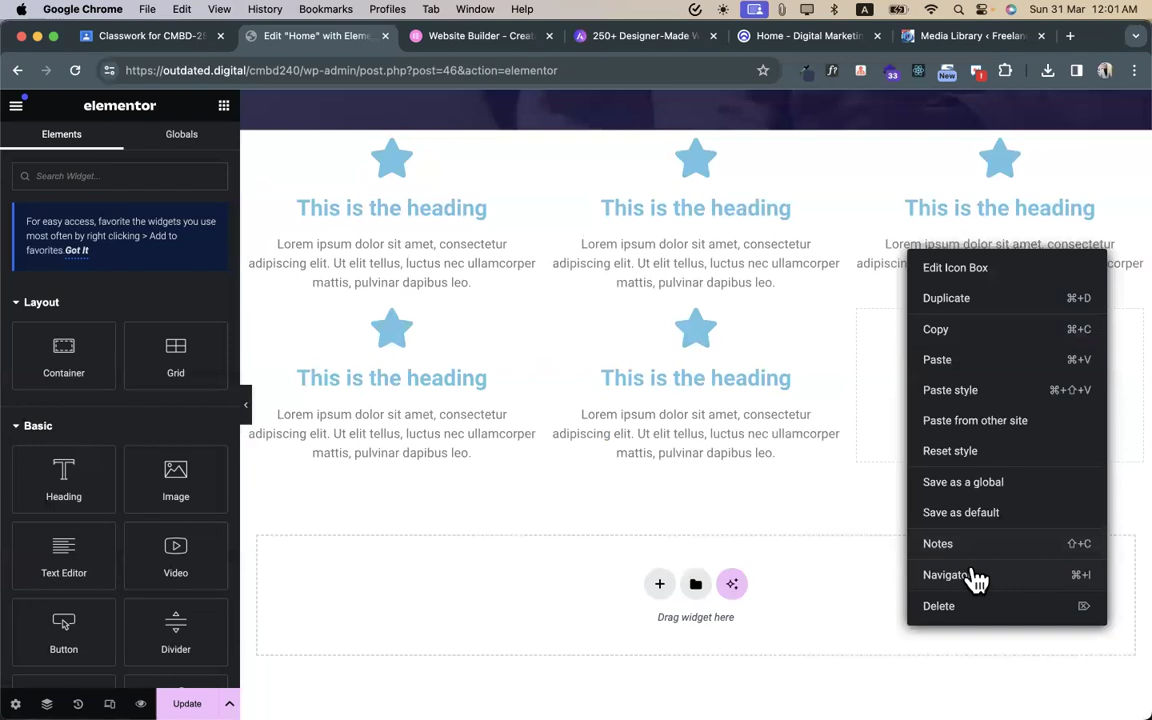 Google Chrome File Edit View History Bookmarks Profiles Tab Window Help A Sun 31 Mar 12:01 AM
Classwork for CMBD-2
Edit "Home" with Eleme
Website Builder - Creati
250+ Designer-Made W
Home - Digital Marketin
Media Library ‹ Freelan
https://outdated.digital/cmbd240/wp-admin/post.php?post=46&action=elementor
f?
33
New
elementor
Elements Globals
Search Widget...
For easy access, favorite the widgets you use
most often by right clicking > Add to
favorites Got It
Layout
Container Grid
Basic
Heading Image
Text Editor Video
Button Divider
Update
This is the heading
Lorem ipsum dolor sit amet, consectetur
adipiscing elit. Ut elit tellus, luctus nec ullamcorper
mattis, pulvinar dapibus leo.
This is the heading
Lorem ipsum dolor sit amet, consectetur
adipiscing elit. Ut elit tellus, luctus nec ullamcorper
mattis, pulvinar dapibus leo.
This is the heading
Lorem ipsum dolor sit amet, consectetur
This is the heading
Lorem ipsum dolor sit amet, consectetur
adipiscing elit. Ut elit tellus, luctus nec ullamcorper
mattis, pulvinar dapibus leo.
This is the heading
Lorem ipsum dolor sit amet, consectetur
adipiscing elit. Ut elit tellus, luctus nec ullamcorper
mattis, pulvinar dapibus leo.
Edit Icon Box
Duplicate ⌘+D
Copy ⌘+C
Paste ⌘+V
Paste style ⌘+⇧+V
Paste from other site
Reset style
Save as a global
Save as default
Notes ⇧+C
Navigato ⌘+I
Delete ⌦
Drag widget here